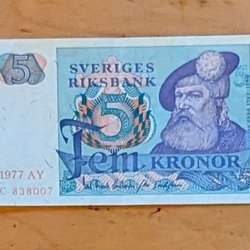 5
SVERIGES
RIKSBANK
5
1977 AY
Fem KRONOR
C 838007